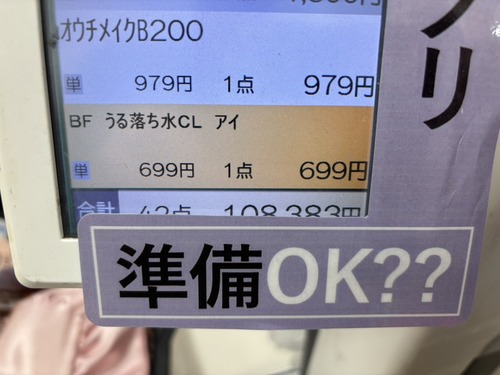 オウチメイクB200
単 979円 1点 979円
BF うる落ち水CL アイ
単 699円 1点 699円
合計 42点 108,383円
リ
準備OK??